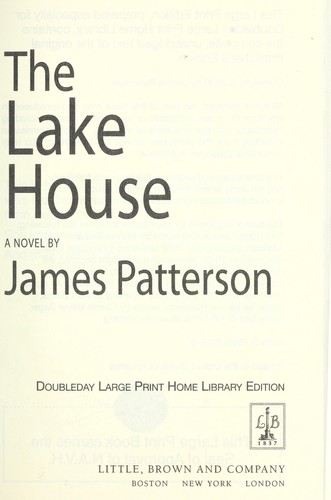 The
Lake
House
A NOVEL BY
James Patterson
DOUBLEDAY LARGE PRINT HOME LIBRARY EDITION
L B
1837
LITTLE, BROWN AND COMPANY
BOSTON NEW YORK LONDON